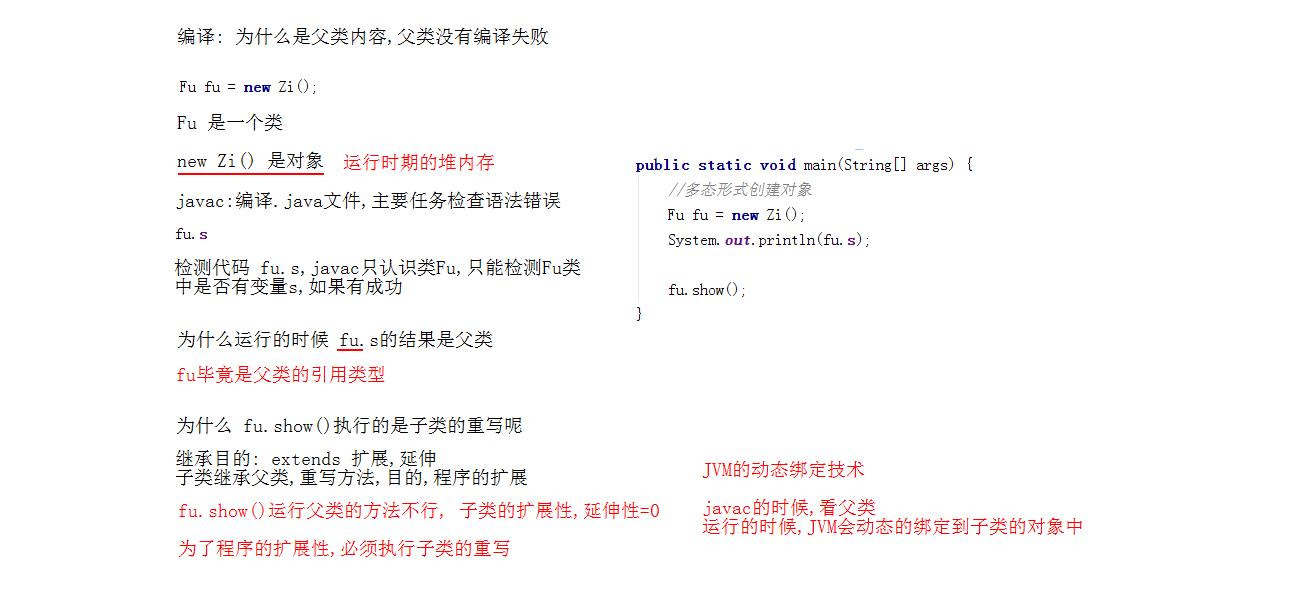 编译: 为什么是父类内容,父类没有编译失败
Fu fu = new Zi();
Fu 是一个类
new Zi() 是对象 运行时期的堆内存
javac:编译.java文件,主要任务检查语法错误
fu.s
检测代码 fu.s,javac只认识类Fu,只能检测Fu类
中是否有变量s,如果有成功
为什么运行的时候 fu.s的结果是父类
fu毕竟是父类的引用类型
为什么 fu.show()执行的是子类的重写呢
继承目的: extends 扩展,延伸
子类继承父类,重写方法,目的,程序的扩展
fu.show()运行父类的方法不行, 子类的扩展性,延伸性=0
为了程序的扩展性,必须执行子类的重写
public static void main(String[] args) {
//多态形式创建对象
Fu fu = new Zi();
System.out.println(fu.s);
fu.show();
}
JVM的动态绑定技术
javac的时候,看父类
运行的时候,JVM会动态的绑定到子类的对象中